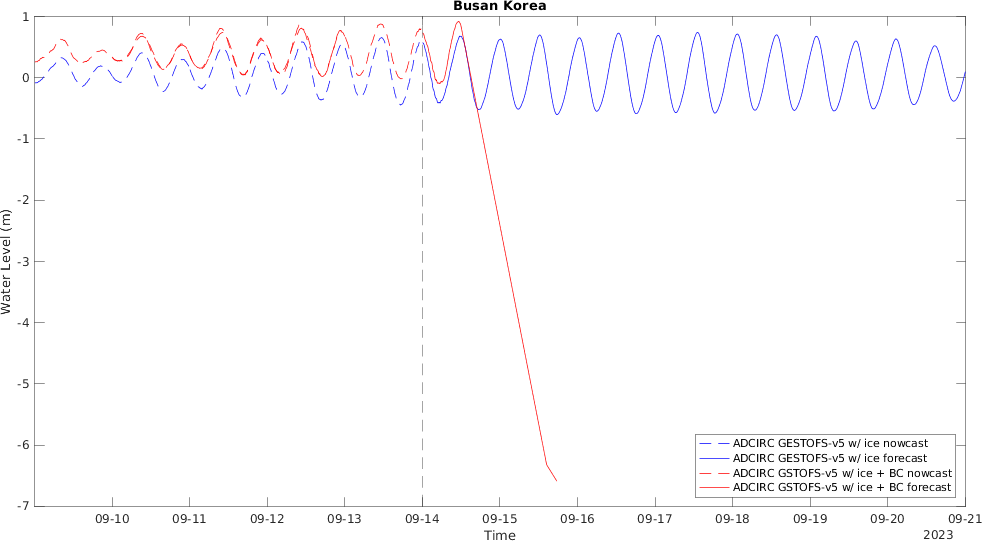 Busan Korea
1
0
-1
-2
-3
-4
-5
-6
-7
Water Level (m)
ADCIRC GESTOFS-v5 w/ ice nowcast
ADCIRC GESTOFS-v5 w/ ice forecast
ADCIRC GSTOFS-v5 w/ ice + BC nowcast
ADCIRC GSTOFS-v5 w/ ice + BC forecast
09-10 09-11 09-12 09-13 09-14 09-15 09-16 09-17 09-18 09-19 09-20 09-21
Time
2023